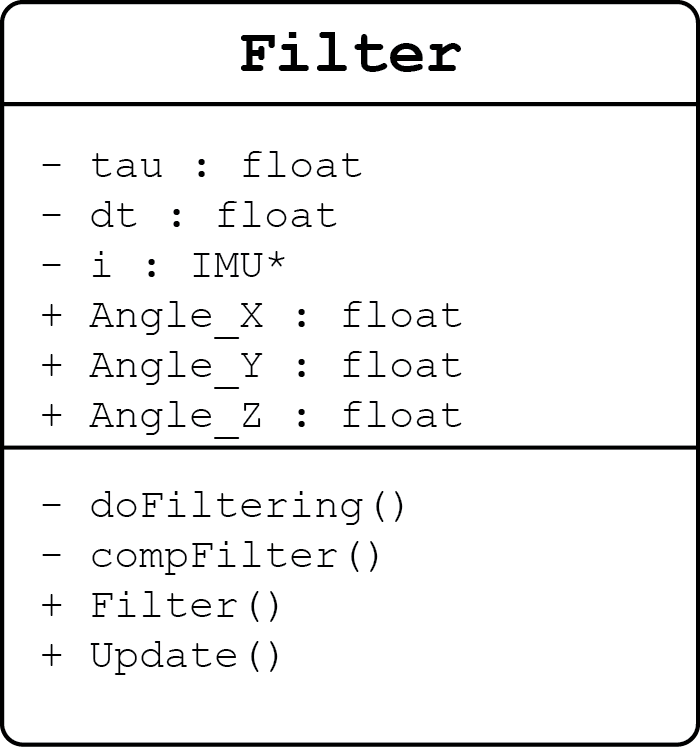 Filter
- tau : float
- dt : float
- i : IMU*
+ Angle_X : float
+ Angle_Y : float
+ Angle_Z : float
- doFiltering()
- compFilter()
+ Filter()
+ Update()